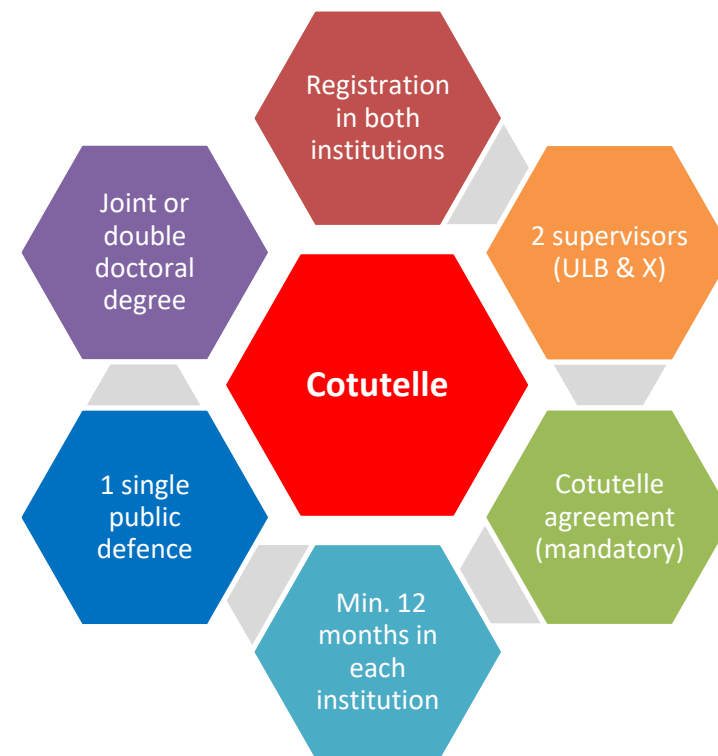 Registration
in both
institutions
Joint or
double
doctoral
degree
2 supervisors
(ULB & X)
Cotutelle
1 single
public
defence
Cotutelle
agreement
(mandatory)
Min. 12
months in
each
institution